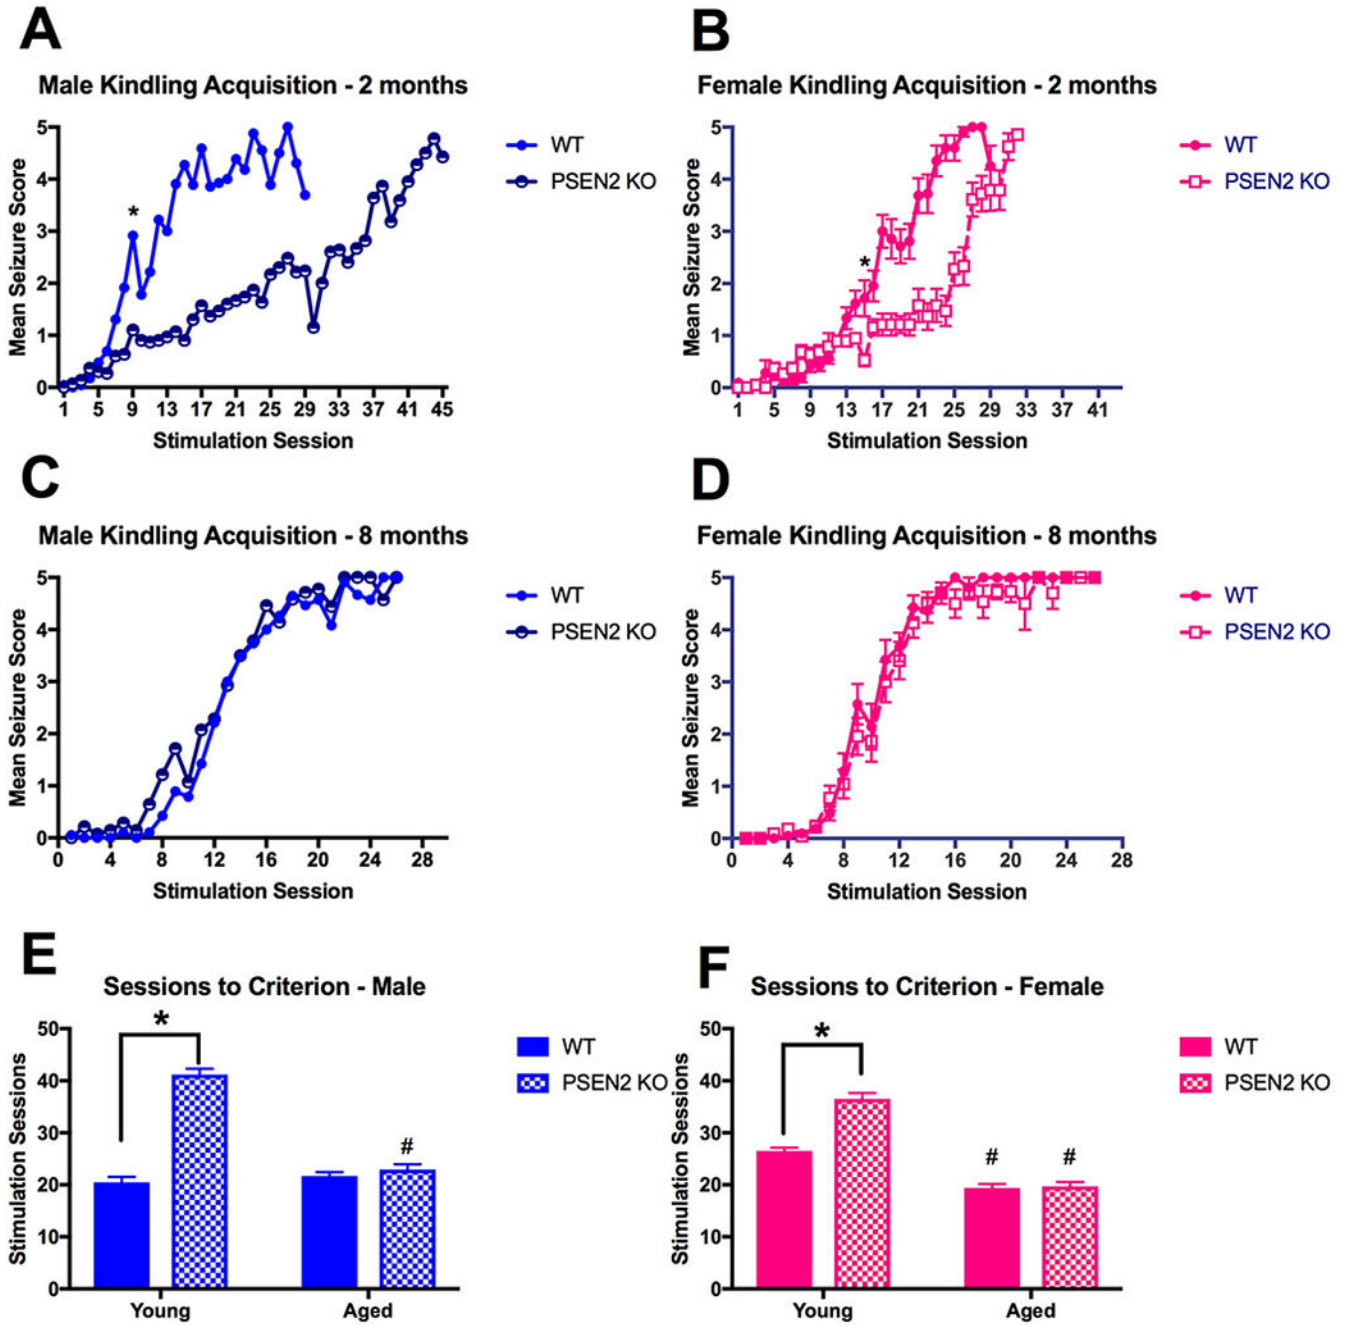 A
B
Male Kindling Acquisition - 2 months
Female Kindling Acquisition - 2 months
Mean Seizure Score
5
4
3
2
1
0
*
WT
PSEN2 KO
1 5 9 13 17 21 25 29 33 37 41 45
Stimulation Session
Mean Seizure Score
5
4
3
2
1
0
*
WT
PSEN2 KO
1 5 9 13 17 21 25 29 33 37 41
Stimulation Session
C
D
Male Kindling Acquisition - 8 months
Female Kindling Acquisition - 8 months
Mean Seizure Score
5
4
3
2
1
0
WT
PSEN2 KO
0 4 8 12 16 20 24 28
Stimulation Session
Mean Seizure Score
5
4
3
2
1
0
WT
PSEN2 KO
0 4 8 12 16 20 24 28
Stimulation Session
E
F
Sessions to Criterion - Male
Sessions to Criterion - Female
Stimulation Sessions
50
40
30
20
10
0
*
#
WT
PSEN2 KO
Young Aged
Stimulation Sessions
50
40
30
20
10
0
*
# #
WT
PSEN2 KO
Young Aged